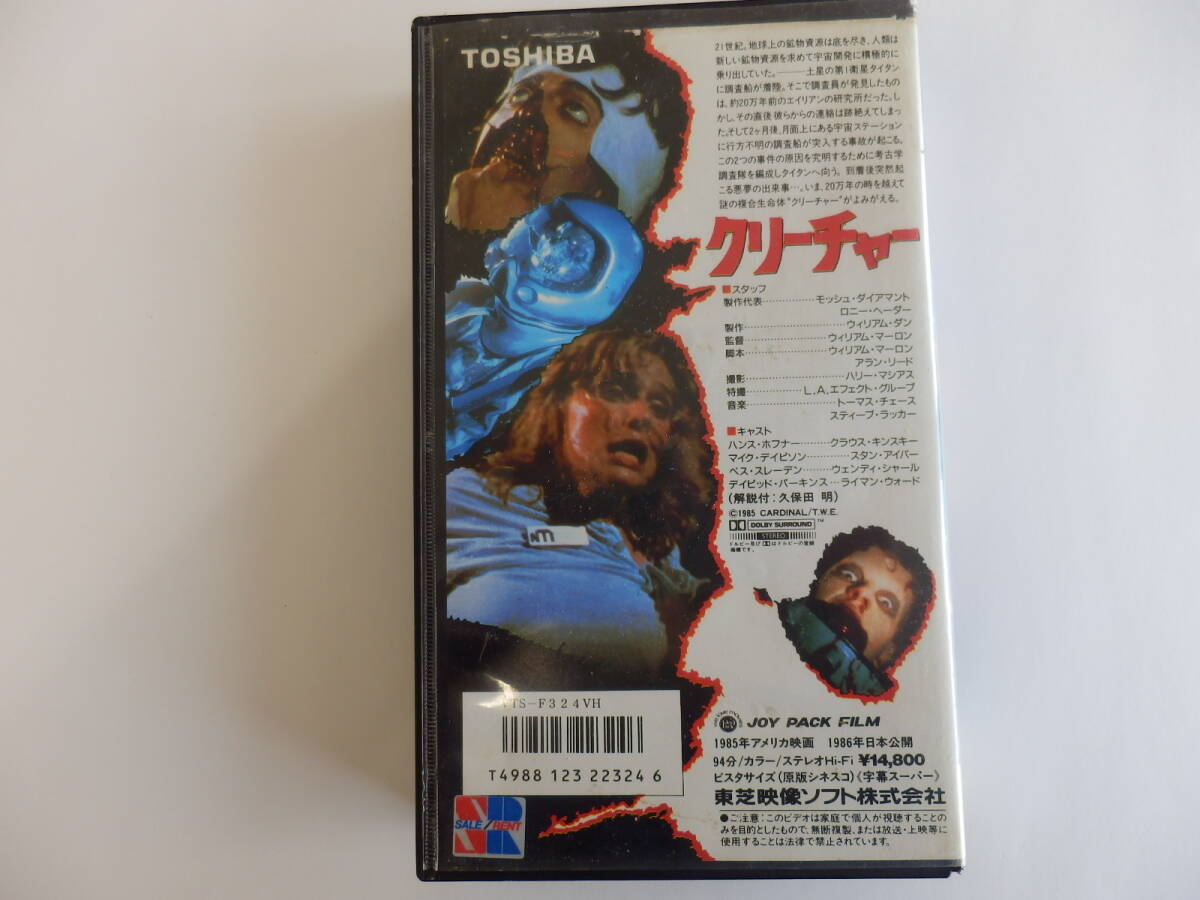 TOSHIBA
21世紀。地球上の鉱物資源は底を尽き、人類は
新しい鉱物資源を求めて宇宙開発に積極的に
乗り出していた。———土星の第1衛星タイタン
に調査船が着陸。そこで調査員が発見したもの
は、約20万年前のエイリアンの研究所だった。し
かし、その直後彼らからの連絡は跡絶えてしまっ
た。そして2ヶ月後、月面上にある宇宙ステーション
に行方不明の調査船が突入する事故が起こる。
この2つの事件の原因を究明するために考古学
調査隊を編成しタイタンへ向う。到着後突然起
こる悪夢の出来事…。いま、20万年の時を越えて
謎の複合生命体“クリーチャー”がよみがえる。
クリーチャー
■スタッフ
製作代表……………モッシュ・ダイアマント
ロニー・ヘーダー
製作…………………ウィリアム・ダン
監督………………ウィリアム・マーロン
脚本………………ウィリアム・マーロン
アラン・リード
撮影…………………ハリー・マシアス
特撮…………L.A.エフェクト・グループ
音楽…………………トーマス・チェース
スティーブ・ラッカー
■キャスト
ハンス・ホフナー………クラウス・キンスキー
マイク・デイビソン…………スタン・アイバー
ベス・スレーデン………ウェンディ・シャール
デイビッド・パーキンス…ライマン・ウォード
(解説付:久保田 明)
©1985 CARDINAL/T.W.E.
DOLBY SURROUND™
STEREO
ドルビー及びはドルビーの登録
商標です。
VTS-F324VH
T4988 123 22324 6
SALE/RENT
JOY PACK FILM
1985年アメリカ映画 1986年日本公開
94分/カラー/ステレオHi-Fi ¥14,800
ビスタサイズ(原版シネスコ)《字幕スーパー》
東芝映像ソフト株式会社
●ご注意:このビデオは家庭で個人が視聴することの
みを目的としたもので、無断複製、または放送・上映等に
使用することは法律で禁止されています。